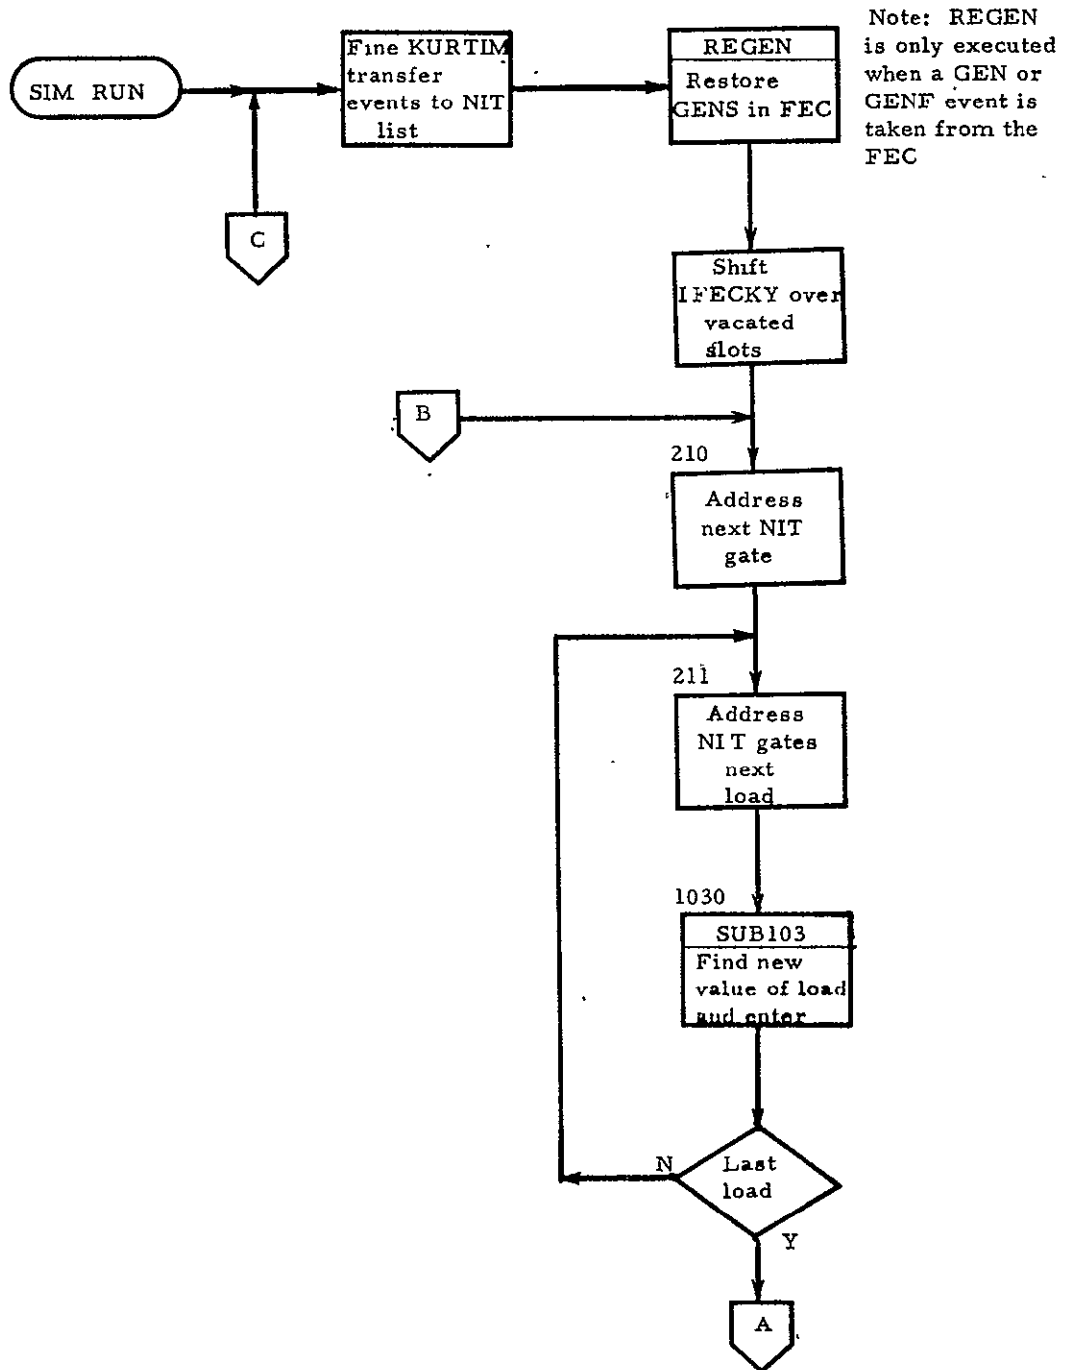 SIM RUN
Fine KURTIM
transfer
events to NIT
list
REGEN
Restore
GENS in FEC
Note: REGEN
is only executed
when a GEN or
GENF event is
taken from the
FEC
C
Shift
IFECKY over
vacated
slots
B
210
Address
next NIT
gate
211
Address
NIT gates
next
load
1030
SUB103
Find new
value of load
and enter
N
Last
load
Y
A